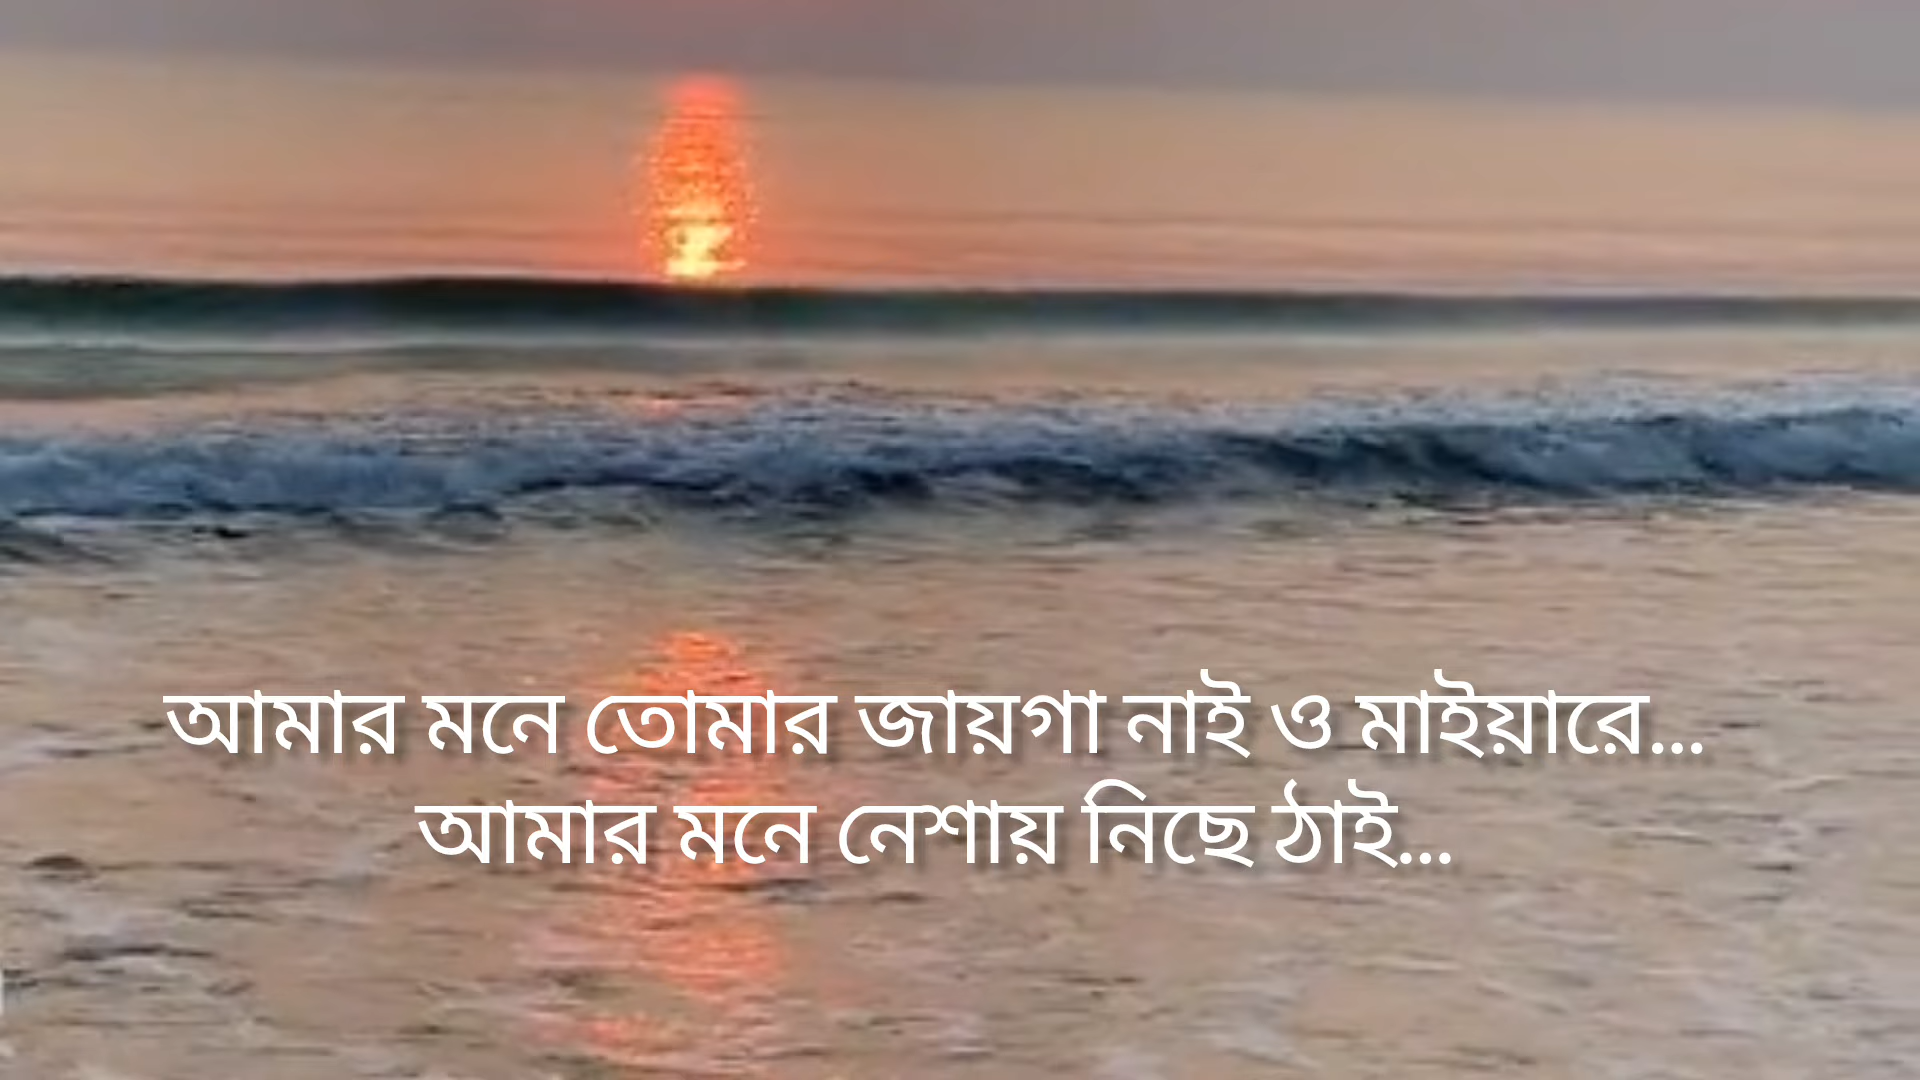 আমার মনে তোমার জায়গা নাই ও মাইয়ারে...
আমার মনে নেশায় নিছে ঠাই...